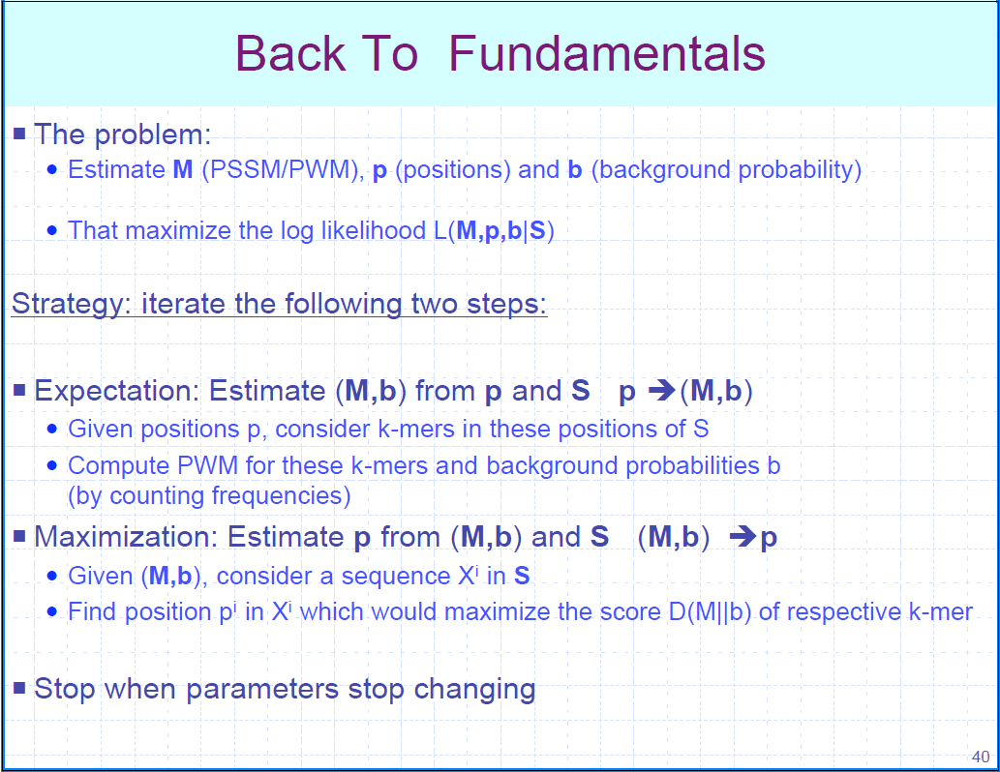 Back To Fundamentals
■ The problem:
• Estimate M (PSSM/PWM), p (positions) and b (background probability)
• That maximize the log likelihood L(M,p,b|S)
Strategy: iterate the following two steps:
■ Expectation: Estimate (M,b) from p and S p ➔(M,b)
• Given positions p, consider k-mers in these positions of S
• Compute PWM for these k-mers and background probabilities b
(by counting frequencies)
■ Maximization: Estimate p from (M,b) and S (M,b) ➔p
• Given (M,b), consider a sequence Xⁱ in S
• Find position pⁱ in Xⁱ which would maximize the score D(M||b) of respective k-mer
■ Stop when parameters stop changing
40